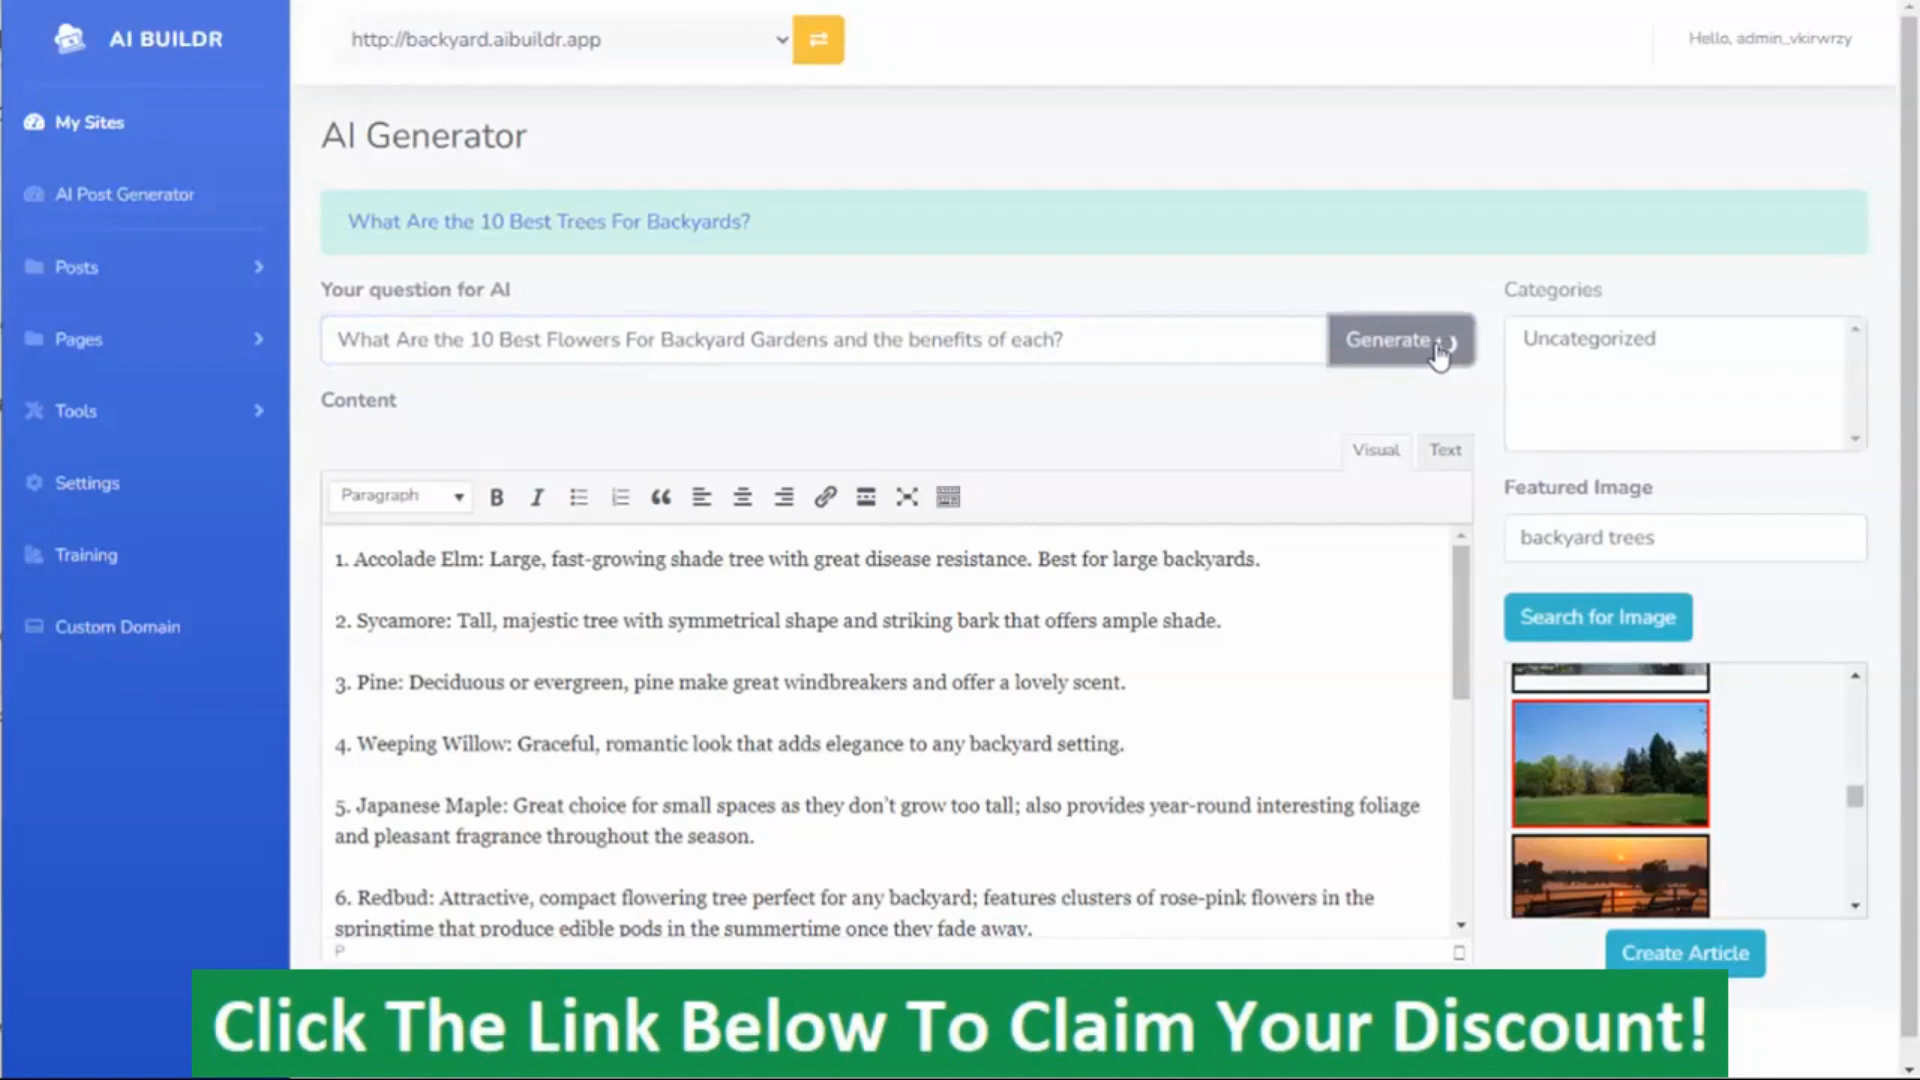 AI BUILDR
http://backyard.aibuildr.app
Hello, admin_vkirwrzy
My Sites
AI Post Generator
Posts
Pages
Tools
Settings
Training
Custom Domain
AI Generator
What Are the 10 Best Trees For Backyards?
Your question for AI
What Are the 10 Best Flowers For Backyard Gardens and the benefits of each?
Generate
Categories
Uncategorized
Content
Visual
Text
Paragraph
B
I
Featured Image
backyard trees
Search for Image
1. Accolade Elm: Large, fast-growing shade tree with great disease resistance. Best for large backyards.
2. Sycamore: Tall, majestic tree with symmetrical shape and striking bark that offers ample shade.
3. Pine: Deciduous or evergreen, pine make great windbreakers and offer a lovely scent.
4. Weeping Willow: Graceful, romantic look that adds elegance to any backyard setting.
5. Japanese Maple: Great choice for small spaces as they don't grow too tall; also provides year-round interesting foliage
and pleasant fragrance throughout the season.
6. Redbud: Attractive, compact flowering tree perfect for any backyard; features clusters of rose-pink flowers in the
springtime that produce edible pods in the summertime once they fade away.
P
Create Article
Click The Link Below To Claim Your Discount!